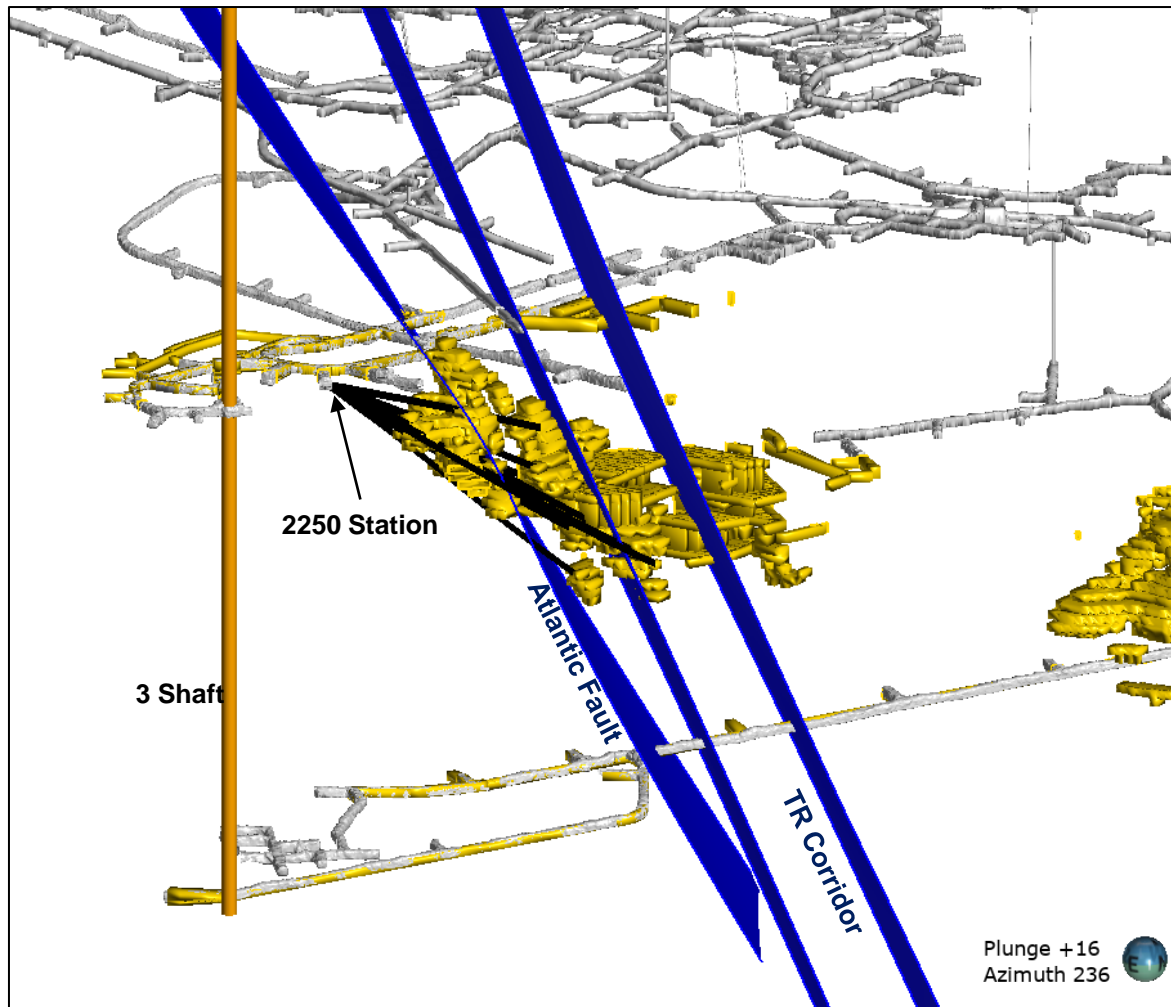 2250 Station
Atlantic Fault
3 Shaft
TR Corridor
Plunge +16
Azimuth 236
E